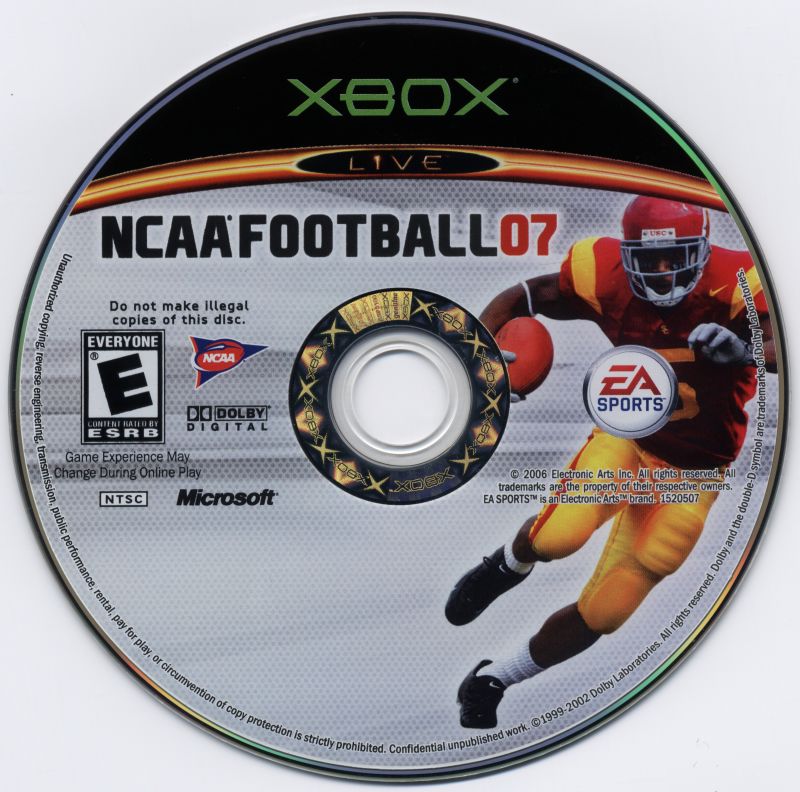 XBOX
LIVE
NCAA FOOTBALL 07
USC
SC
5
Do not make illegal
copies of this disc.
EVERYONE
E
CONTENT RATED BY
ESRB
NCAA
DOLBY
DIGITAL
Game Experience May
Change During Online Play
NTSC
Microsoft
EA
SPORTS™
© 2006 Electronic Arts Inc. All rights reserved. All
trademarks are the property of their respective owners.
EA SPORTS™ is an Electronic Arts™ brand. 1520507
XBOX
XBOX
Unauthorized copying, reverse engineering, transmission, public performance, rental, pay for play, or circumvention of copy protection is strictly prohibited. Confidential unpublished work. ©1999-2002 Dolby Laboratories. All rights reserved. Dolby and the double-D symbol are trademarks of Dolby Laboratories.